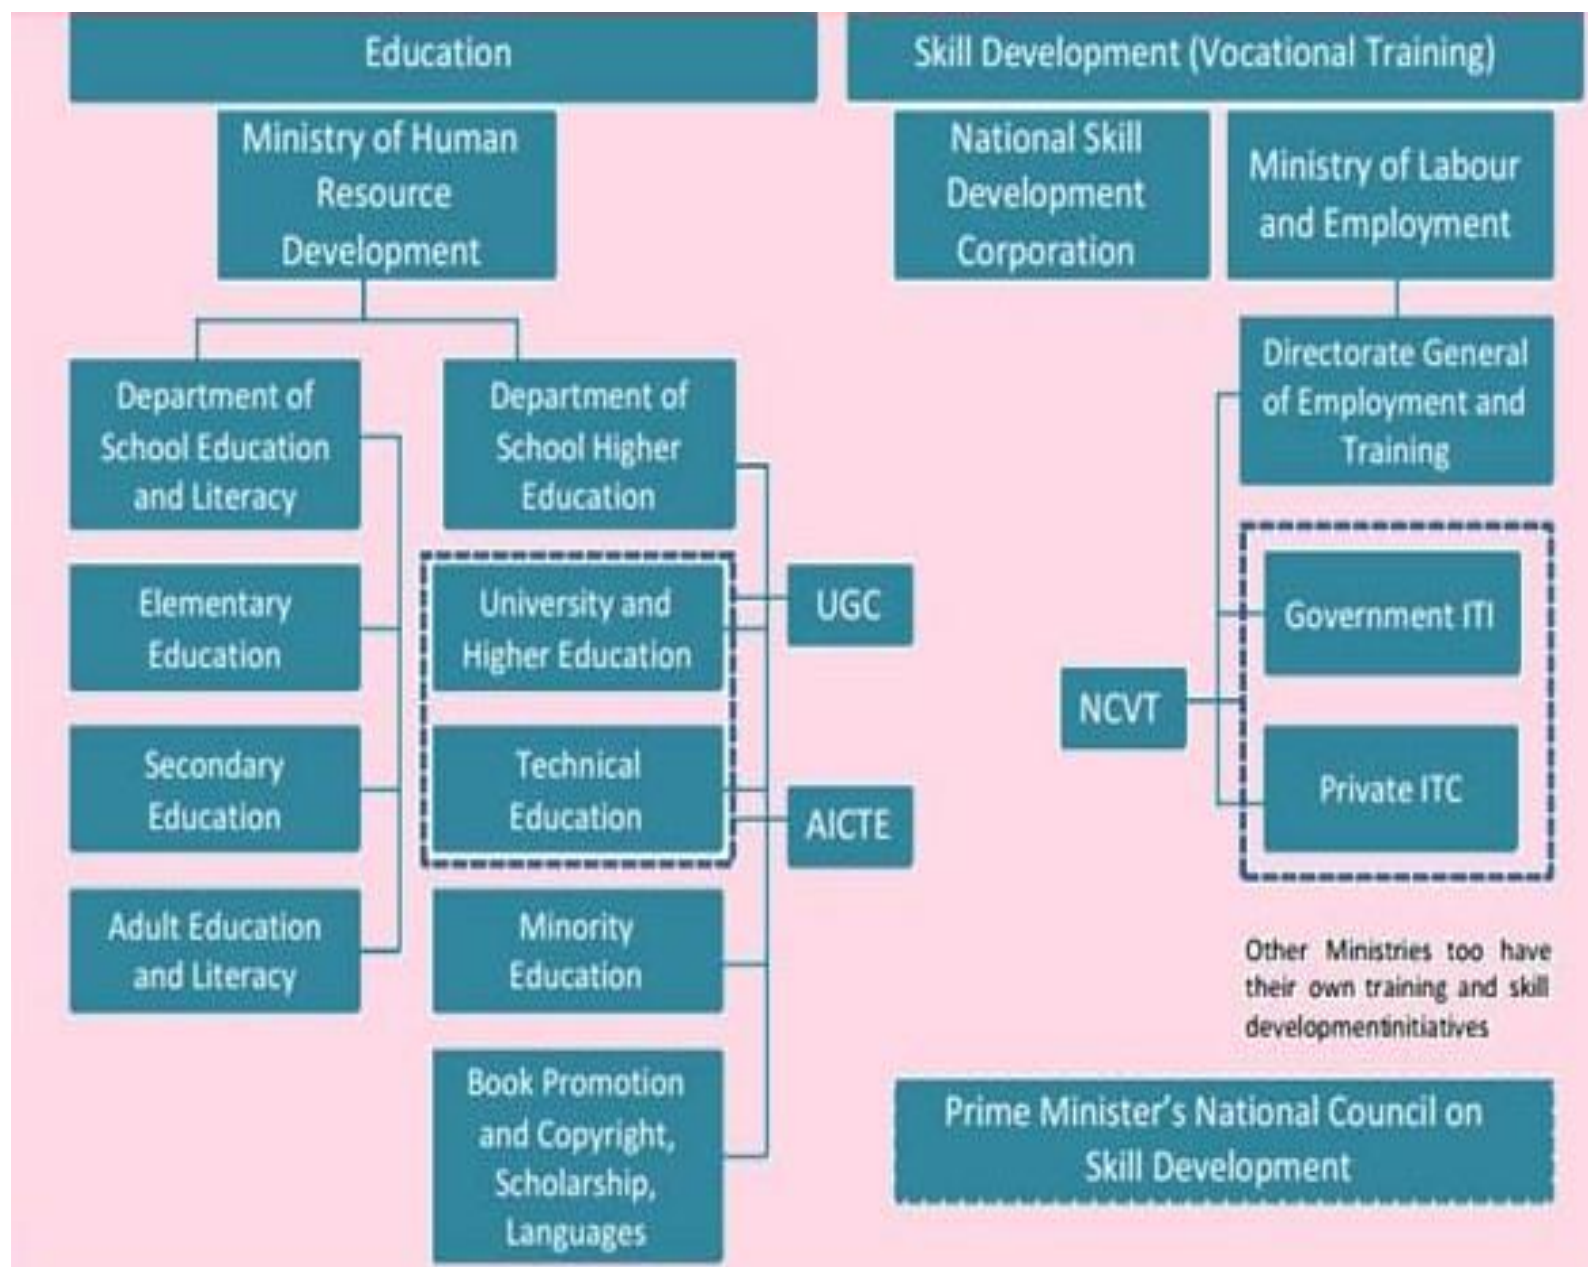 Education
Skill Development (Vocational Training)
Ministry of Human
Resource
Development
National Skill
Development
Corporation
Ministry of Labour
and Employment
Directorate General
of Employment and
Training
Department of
School Education
and Literacy
Department of
School Higher
Education
Elementary
Education
University and
Higher Education
UGC
Government ITI
NCVT
Secondary
Education
Technical
Education
AICTE
Private ITC
Adult Education
and Literacy
Minority
Education
Other Ministries too have
their own training and skill
developmentinitiatives
Book Promotion
and Copyright,
Scholarship,
Languages
Prime Minister's National Council on
Skill Development